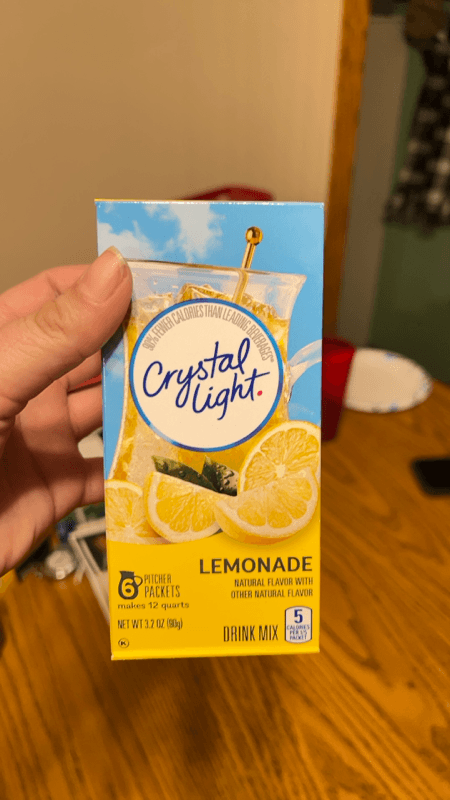 90% FEWER CALORIES THAN LEADING BEVERAGES
Crystal
Light.
LEMONADE
NATURAL FLAVOR WITH
OTHER NATURAL FLAVOR
6 PITCHER
PACKETS
makes 12 quarts
NET WT 3.2 OZ (90g)
K
DRINK MIX
5
CALORIES
PER 1/5
PACKET